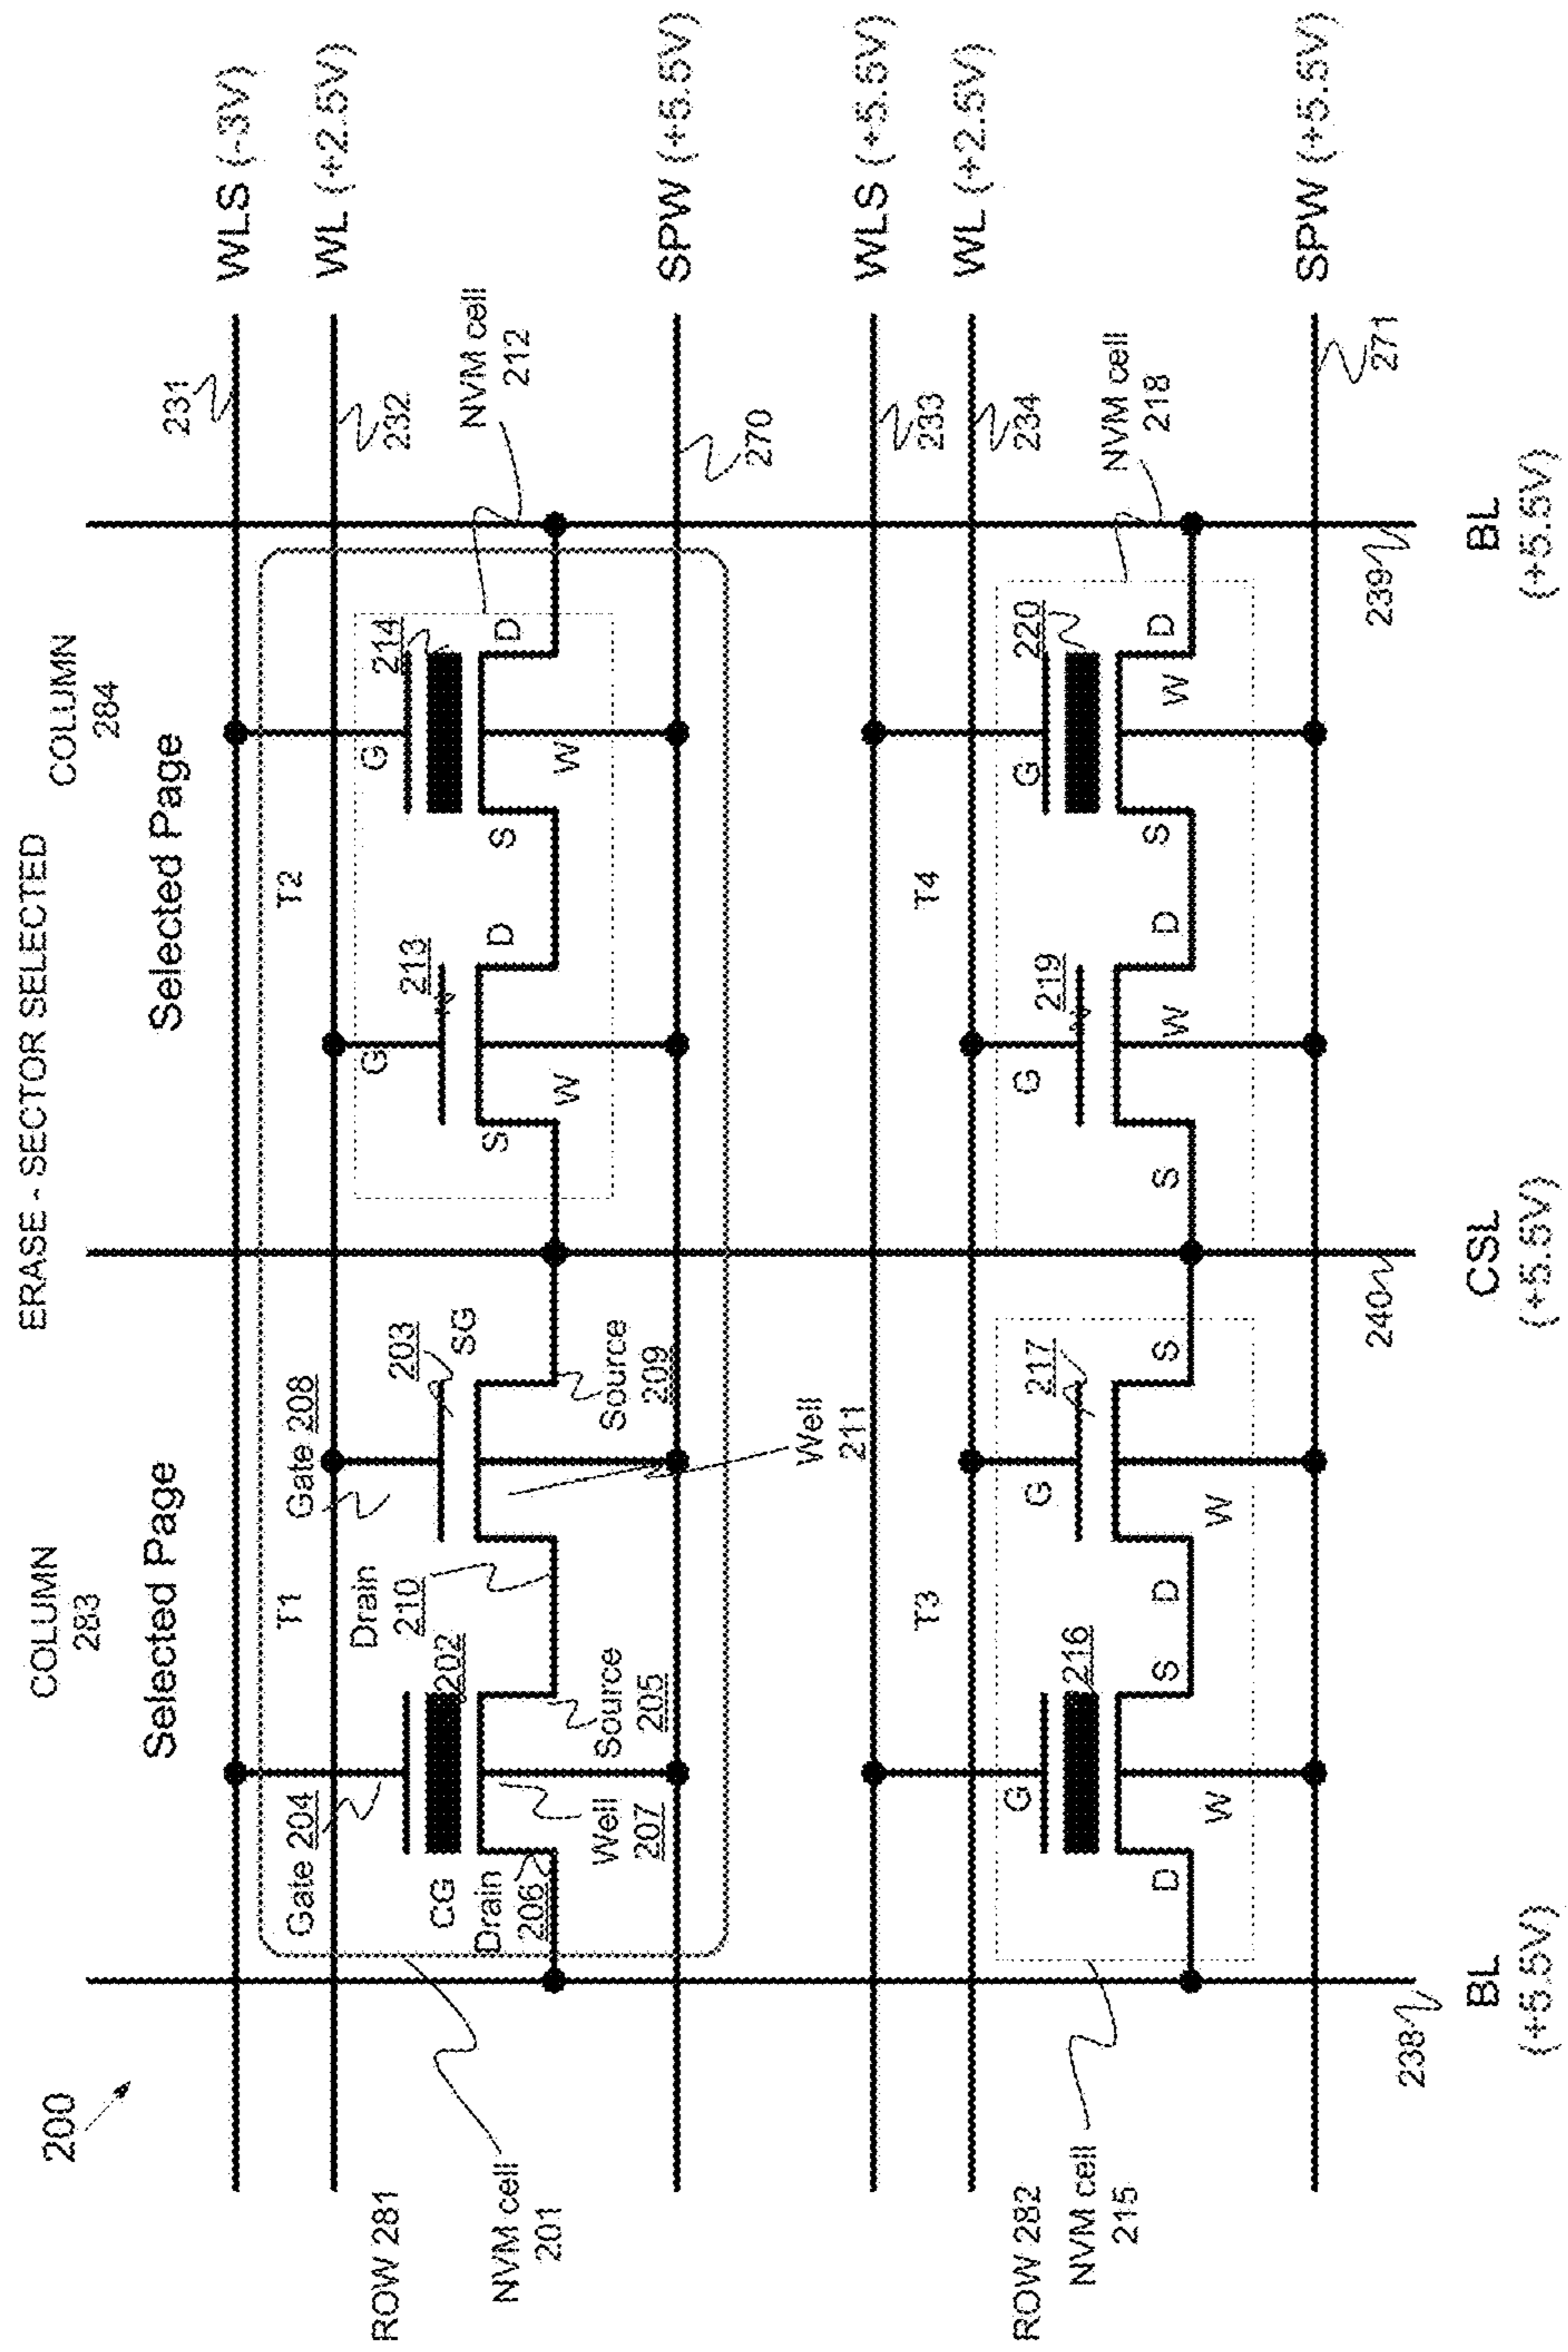 ERASE - SECTOR SELECTED
200
COLUMN
283
COLUMN
284
Selected Page
Selected Page
231
WLS (-3V)
T1
T2
Gate 204
Gate 208
232
WL (+2.5V)
ROW 281
Drain
210
G
G
213
214
CG
202
203
SG
NVM cell
212
Drain
206
Source
205
S
D
S
D
NVM cell
201
Well
207
Source
209
W
W
270
SPW (+5.5V)
Well
211
233
WLS (+5.5V)
T3
T4
234
WL (+2.5V)
ROW 282
G
G
G
G
216
217
219
220
NVM cell
215
NVM cell
218
D
S
D
S
S
D
S
D
W
W
W
W
271
SPW (+5.5V)
238
240
239
BL
(+5.5V)
CSL
(+5.5V)
BL
(+5.5V)